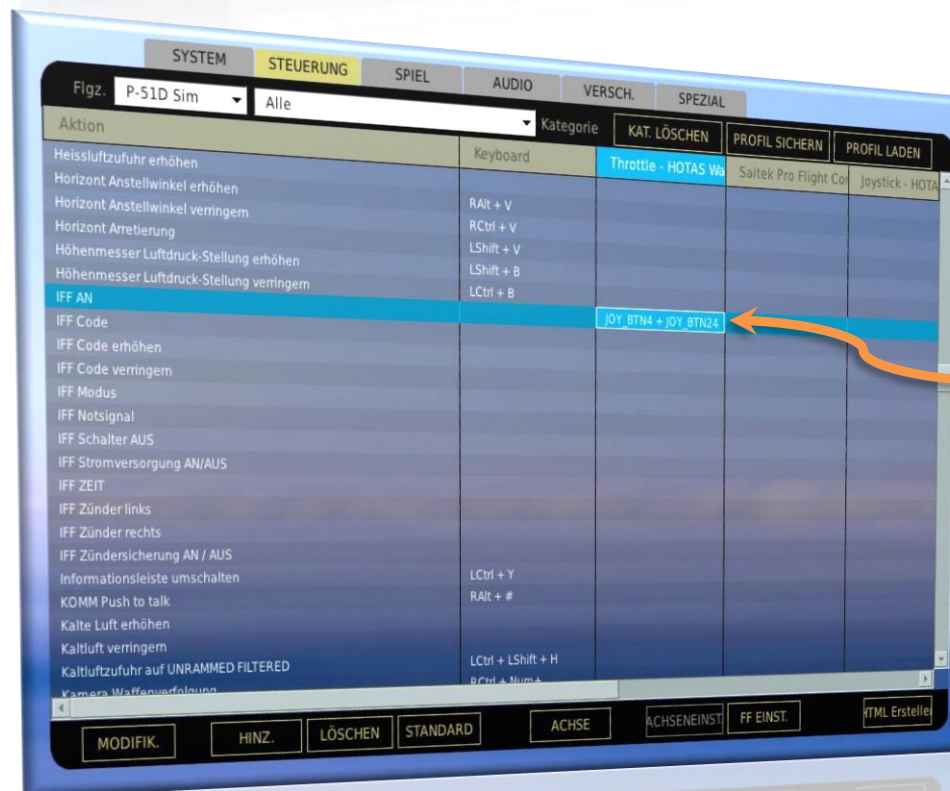 SYSTEM STEUERUNG SPIEL AUDIO VERSCH. SPEZIAL
Flgz. P-51D Sim Alle Kategorie KAT. LÖSCHEN PROFIL SICHERN PROFIL LADEN
Aktion Keyboard Throttle - HOTAS Wa Saitek Pro Flight Cor Joystick - HOTA
Heissluftzufuhr erhöhen
Horizont Anstellwinkel erhöhen RAlt + V
Horizont Anstellwinkel verringern RCtrl + V
Horizont Arretierung LShift + V
Höhenmesser Luftdruck-Stellung erhöhen LShift + B
Höhenmesser Luftdruck-Stellung verringern LCtrl + B
IFF AN JOY_BTN4 + JOY_BTN24
IFF Code
IFF Code erhöhen
IFF Code verringern
IFF Modus
IFF Notsignal
IFF Schalter AUS
IFF Stromversorgung AN/AUS
IFF ZEIT
IFF Zünder links
IFF Zünder rechts
IFF Zündersicherung AN / AUS
Informationsleiste umschalten LCtrl + Y
KOMM Push to talk RAlt + #
Kalte Luft erhöhen
Kaltluft verringern
Kaltluftzufuhr auf UNRAMMED FILTERED LCtrl + LShift + H
Kamera Waffenverfolgung RCtrl + Num+
MODIFIK. HINZ. LÖSCHEN STANDARD ACHSE ACHSENEINST. FF EINST. HTML Erstellen